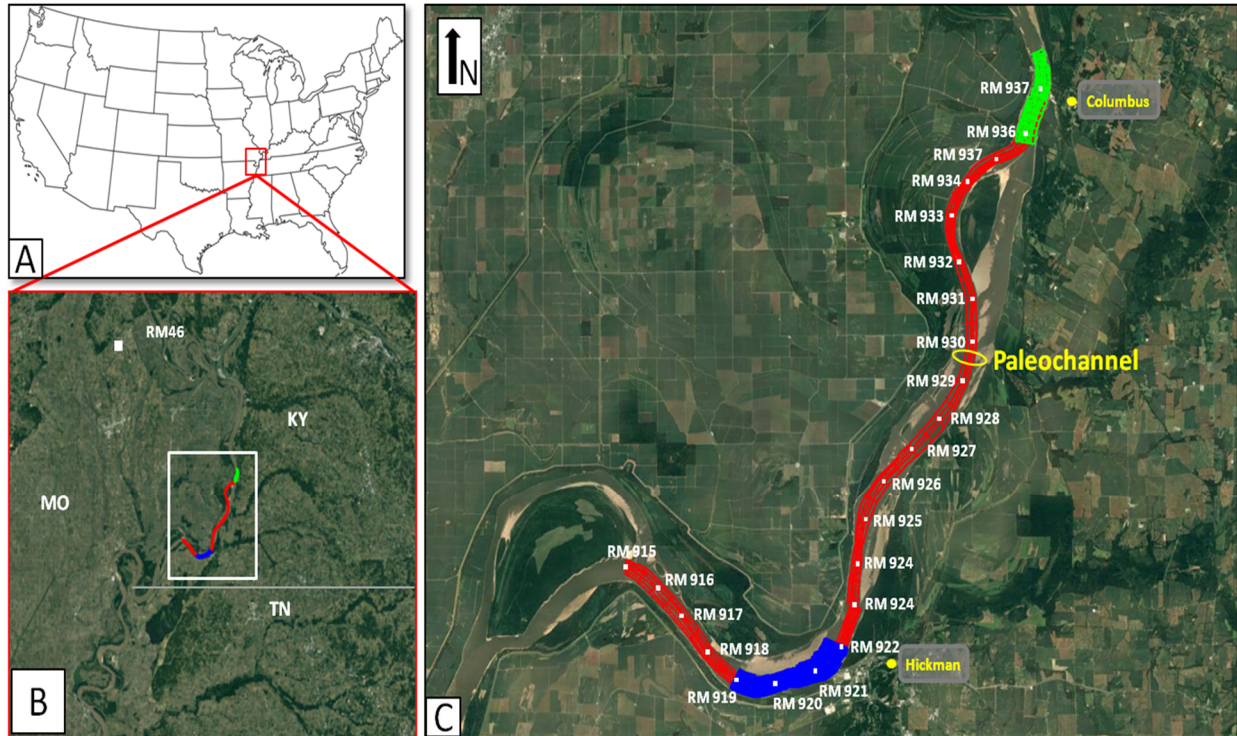 A
RM46
KY
MO
TN
B
N
RM 937
Columbus
RM 936
RM 937
RM 934
RM 933
RM 932
RM 931
RM 930
Paleochannel
RM 929
RM 928
RM 927
RM 926
RM 925
RM 915
RM 924
RM 916
RM 924
RM 917
RM 922
RM 918
Hickman
RM 921
RM 919
RM 920
C